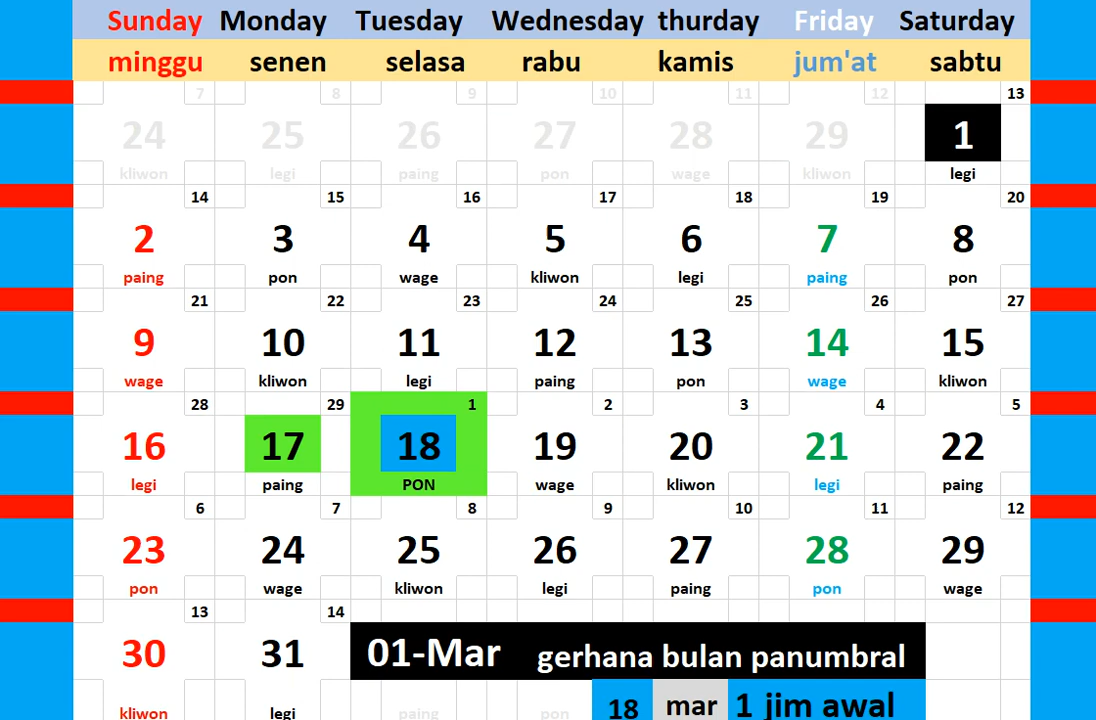 Sunday Monday Tuesday Wednesday thurday Friday Saturday
minggu senen selasa rabu kamis jum'at sabtu
7 8 9 10 11 12 13
24 25 26 27 28 29 1
kliwon legi paing pon wage kliwon legi
14 15 16 17 18 19 20
2 3 4 5 6 7 8
paing pon wage kliwon legi paing pon
21 22 23 24 25 26 27
9 10 11 12 13 14 15
wage kliwon legi paing pon wage kliwon
28 29 1 2 3 4 5
16 17 18 19 20 21 22
legi paing PON wage kliwon legi paing
6 7 8 9 10 11 12
23 24 25 26 27 28 29
pon wage kliwon legi paing pon wage
13 14
30 31 01-Mar gerhana bulan panumbral
kliwon legi paing pon 18 mar 1 jim awal